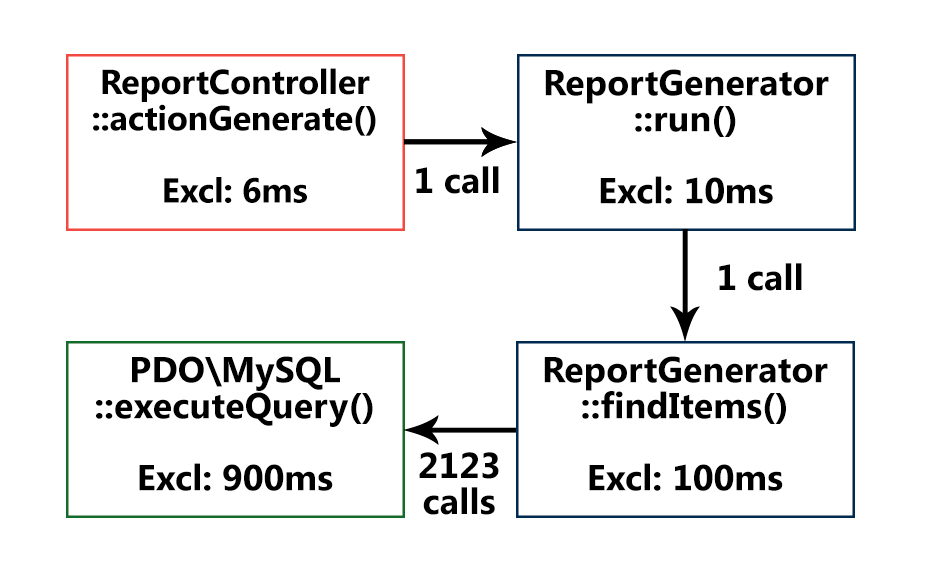 ReportController
::actionGenerate()
Excl: 6ms
1 call
ReportGenerator
::run()
Excl: 10ms
1 call
ReportGenerator
::findItems()
Excl: 100ms
2123
calls
PDO\MySQL
::executeQuery()
Excl: 900ms